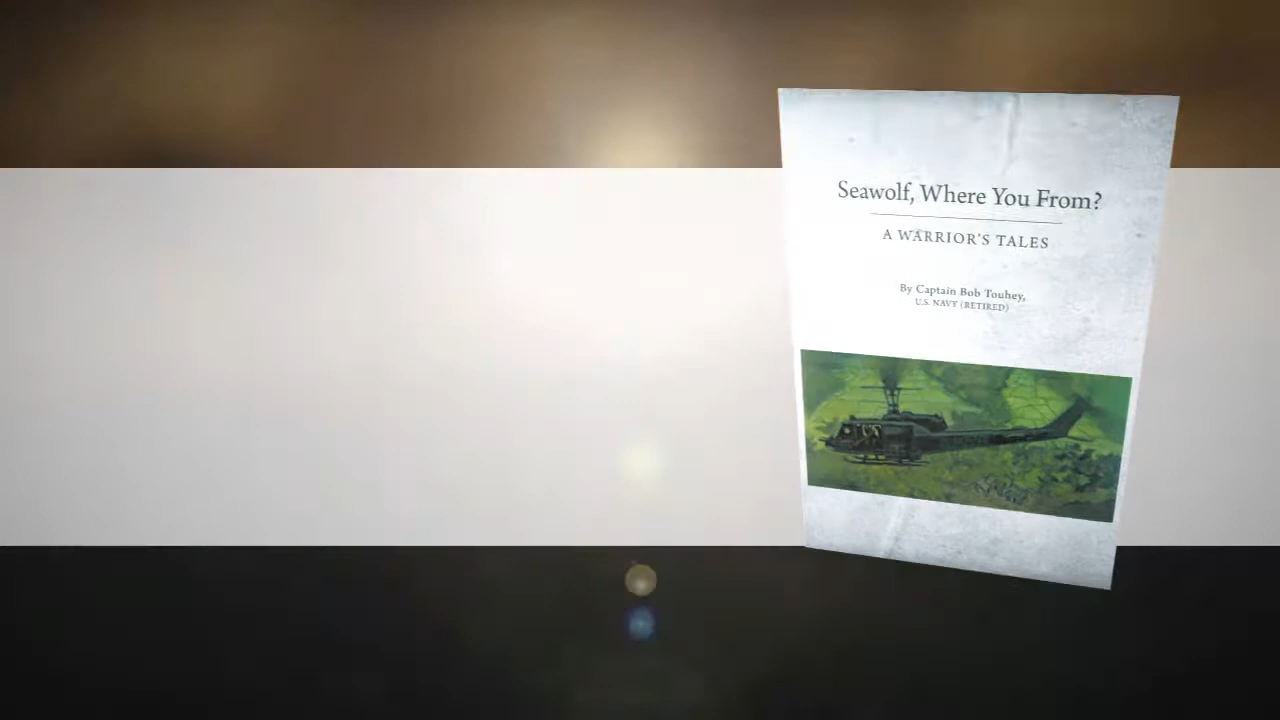 Seawolf, Where You From?
A WARRIOR'S TALES
By Captain Bob Touhey,
U.S. NAVY (RETIRED)